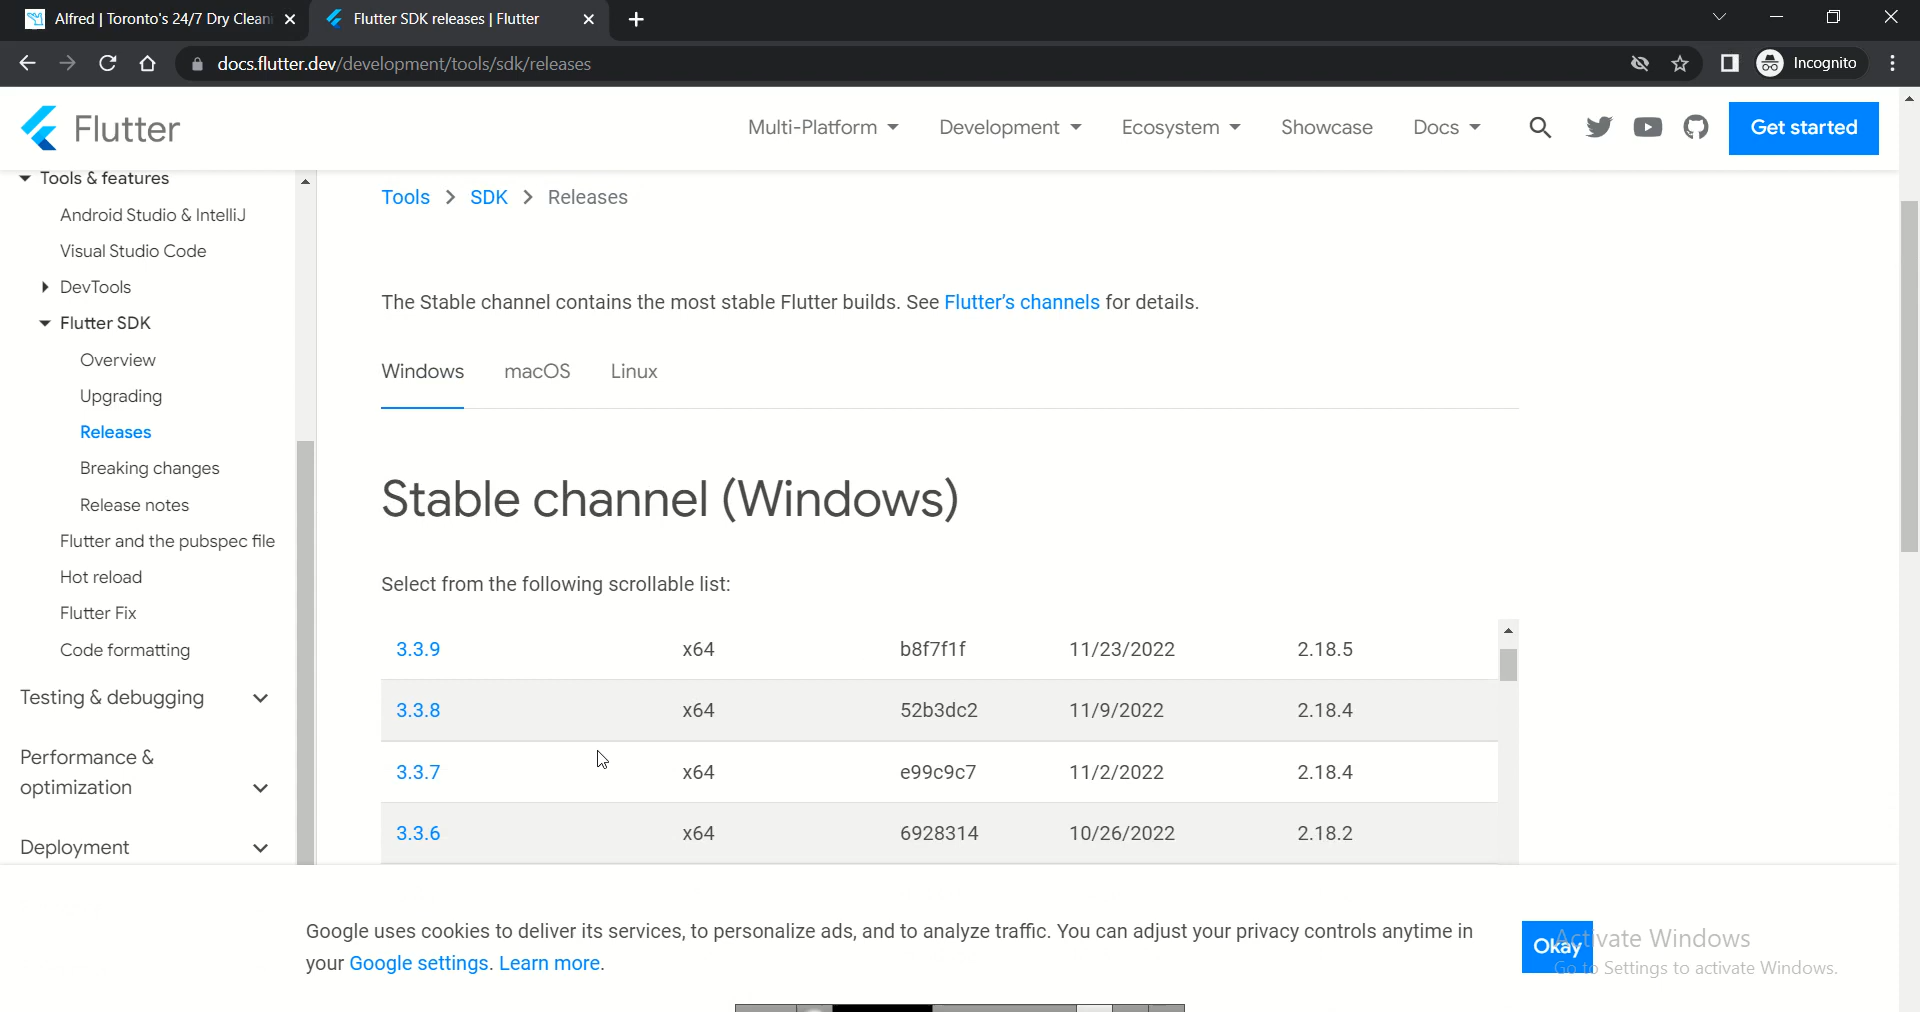 Alfred | Toronto's 24/7 Dry Clean
Flutter SDK releases | Flutter
docs.flutter.dev/development/tools/sdk/releases
Incognito
Flutter
Multi-Platform
Development
Ecosystem
Showcase
Docs
Get started
Tools & features
Android Studio & IntelliJ
Visual Studio Code
DevTools
Flutter SDK
Overview
Upgrading
Releases
Breaking changes
Release notes
Flutter and the pubspec file
Hot reload
Flutter Fix
Code formatting
Testing & debugging
Performance &
optimization
Deployment
Tools > SDK > Releases
The Stable channel contains the most stable Flutter builds. See Flutter's channels for details.
Windows macOS Linux
Stable channel (Windows)
Select from the following scrollable list:
3.3.9 x64 b8f7f1f 11/23/2022 2.18.5
3.3.8 x64 52b3dc2 11/9/2022 2.18.4
3.3.7 x64 e99c9c7 11/2/2022 2.18.4
3.3.6 x64 6928314 10/26/2022 2.18.2
Google uses cookies to deliver its services, to personalize ads, and to analyze traffic. You can adjust your privacy controls anytime in
your Google settings. Learn more.
Okay
Activate Windows
Go to Settings to activate Windows.